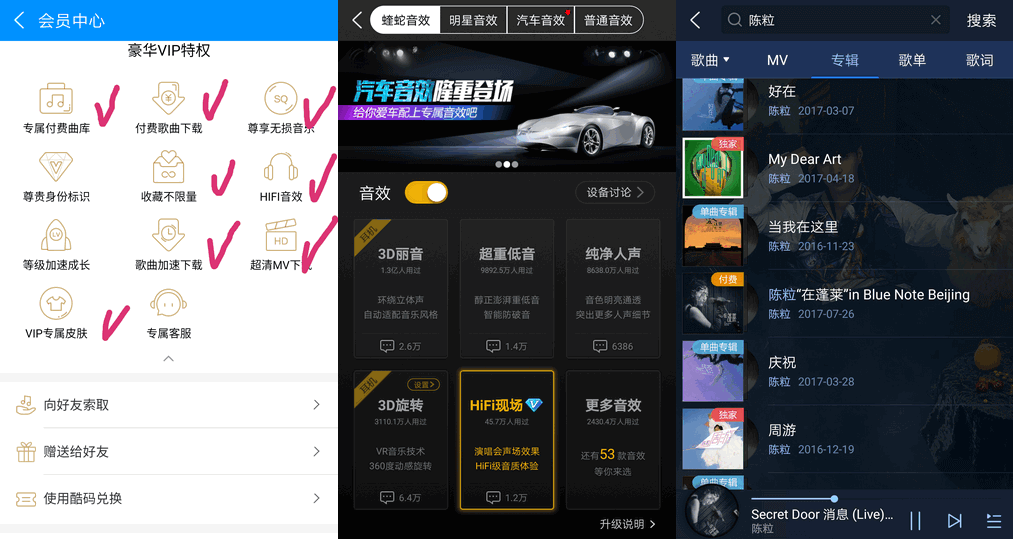 会员中心
豪华VIP特权
专属付费曲库
付费歌曲下载
SQ
尊享无损音乐
尊贵身份标识
收藏不限量
HIFI音效
LV
等级加速成长
歌曲加速下载
HD
超清MV下载
VIP专属皮肤
专属客服
向好友索取
赠送给好友
使用酷码兑换
蝰蛇音效 明星音效 汽车音效 普通音效
汽车音效隆重登场
给你爱车配上专属音效吧
音效
设备讨论
耳机
3D丽音
1.3亿人用过
环绕立体声
自动适配音乐风格
2.6万
超重低音
9892.5万人用过
醇正澎湃重低音
智能防破音
1.4万
纯净人声
8638.0万人用过
音色明亮通透
突出更多人声细节
6386
耳机
设置
3D旋转
3110.1万人用过
VR音乐技术
360度动感旋转
6.4万
HiFi现场
45.7万人用过
演唱会声场效果
HiFi级音质体验
1.2万
更多音效
2430.4万人用过
还有53款音效
等你来选
升级说明
陈粒
搜索
歌曲 MV 专辑 歌单 歌词
好在
陈粒 2017-03-07
独家
My Dear Art
陈粒 2017-04-18
单曲专辑
当我在这里
陈粒 2016-11-23
付费
陈粒“在蓬莱”in Blue Note Beijing
陈粒 2017-07-26
单曲专辑
庆祝
陈粒 2017-03-28
独家
周游
陈粒 2016-12-19
单曲专辑
Secret Door 消息 (Live)...
陈粒